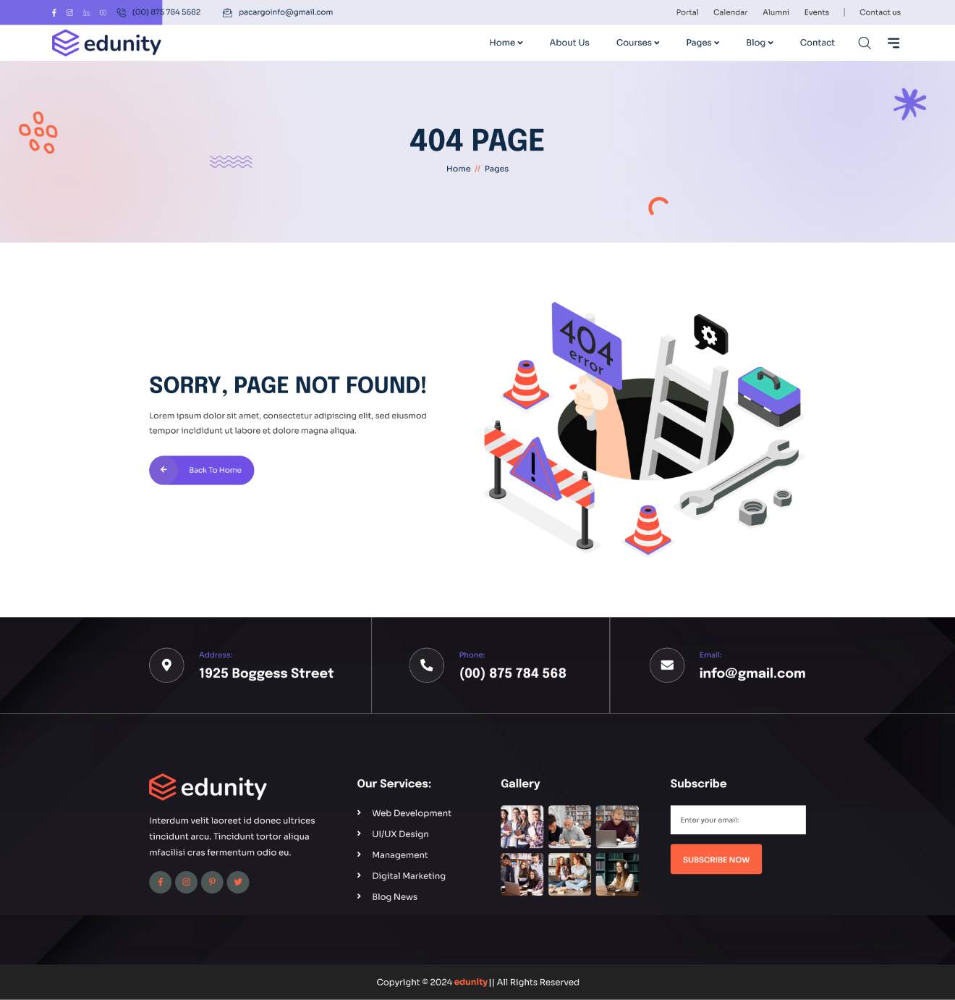 (00) 875 784 5682
pacargoinfo@gmail.com
Portal
Calendar
Alumni
Events
|
Contact us
edunity
Home
About Us
Courses
Pages
Blog
Contact
404 PAGE
Home // Pages
404
error
SORRY, PAGE NOT FOUND!
Lorem ipsum dolor sit amet, consectetur adipiscing elit, sed eiusmod
tempor incididunt ut labore et dolore magna aliqua.
Back To Home
!
Address:
1925 Boggess Street
Phone:
(00) 875 784 568
Email:
info@gmail.com
edunity
Interdum velit laoreet id donec ultrices
tincidunt arcu. Tincidunt tortor aliqua
mfacilisi cras fermentum odio eu.
Our Services:
Web Development
UI/UX Design
Management
Digital Marketing
Blog News
Gallery
Subscribe
Enter your email:
SUBSCRIBE NOW
Copyright © 2024 edunity || All Rights Reserved